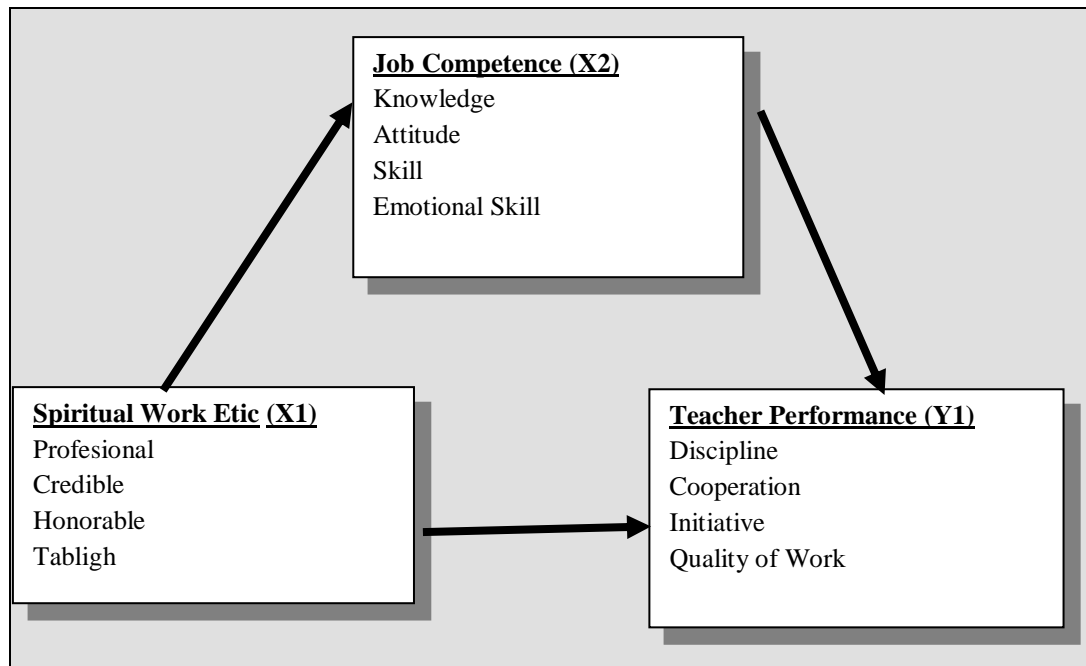 Job Competence (X2)
Knowledge
Attitude
Skill
Emotional Skill
Spiritual Work Etic (X1)
Profesional
Credible
Honorable
Tabligh
Teacher Performance (Y1)
Discipline
Cooperation
Initiative
Quality of Work